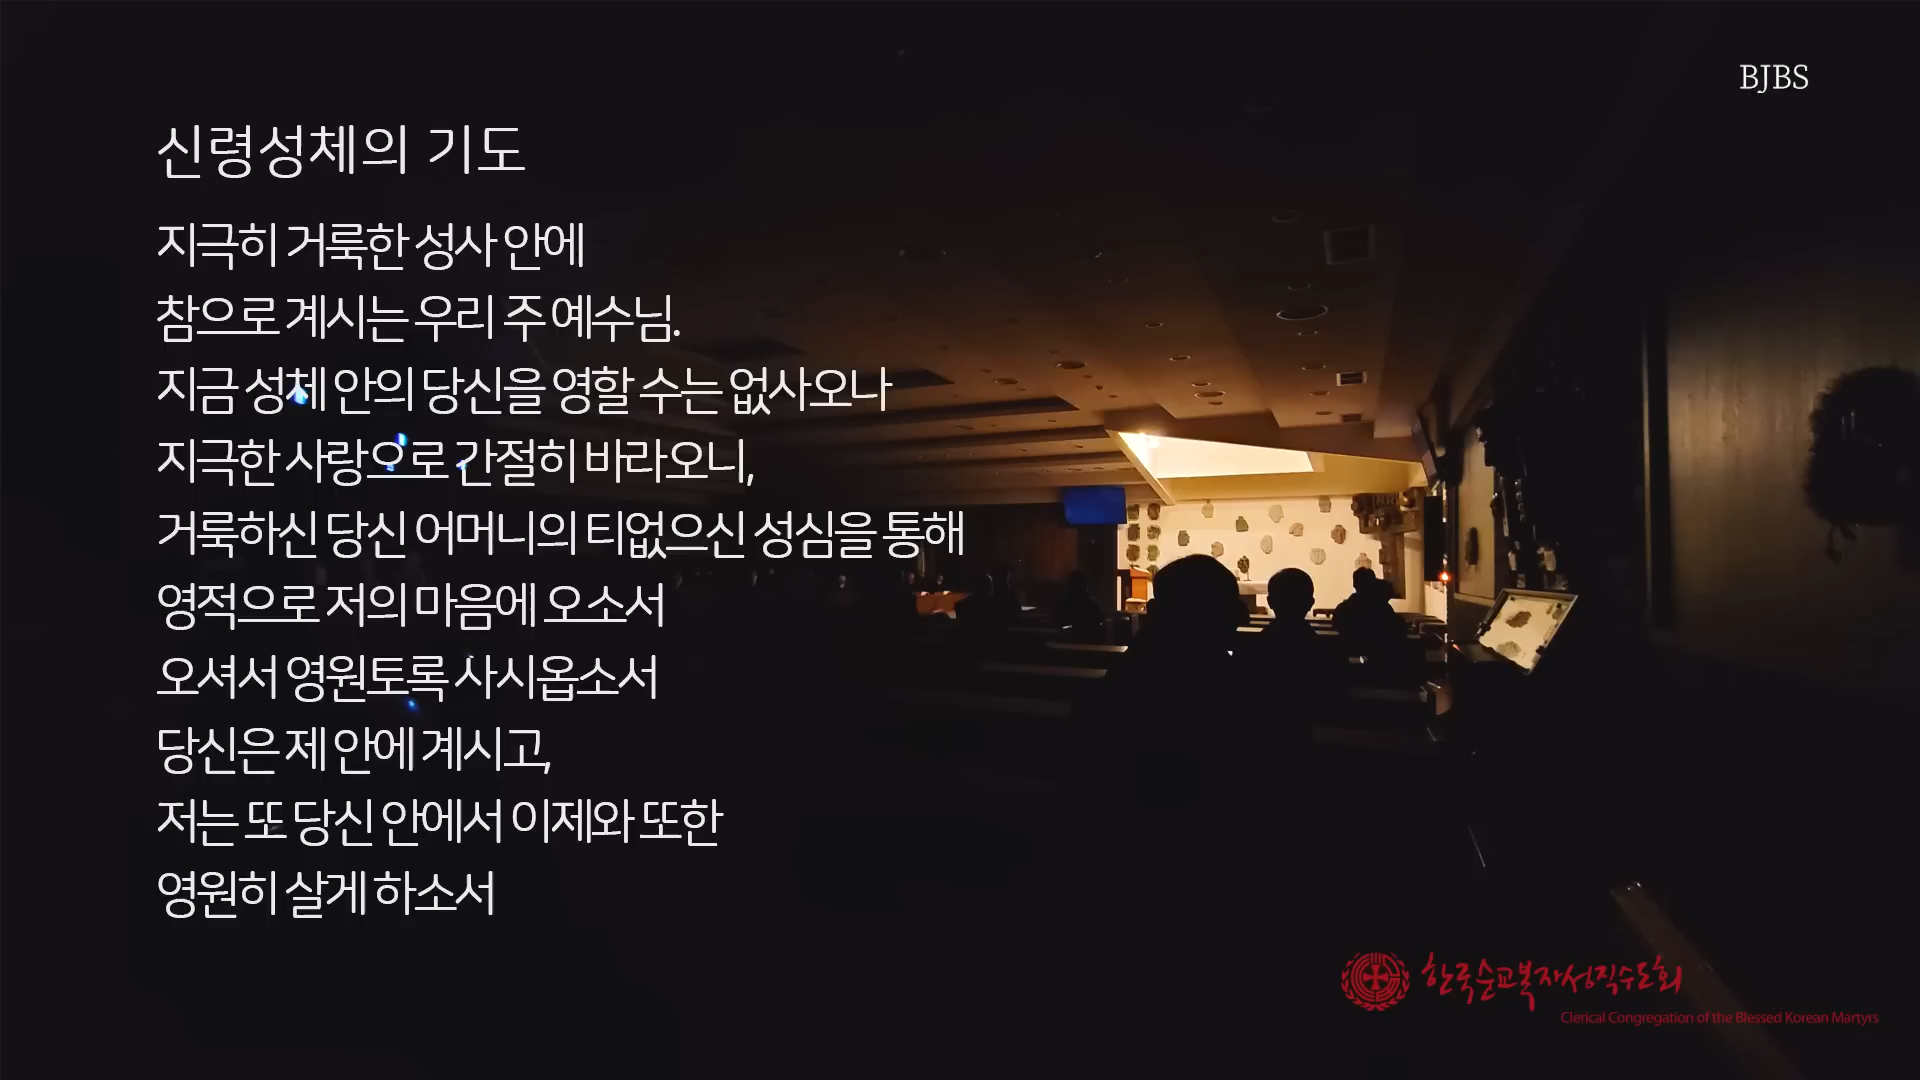 BJBS
신령성체의 기도
지극히 거룩한 성사 안에
참으로 계시는 우리 주 예수님.
지금 성체 안의 당신을 영할 수는 없사오나
지극한 사랑으로 간절히 바라오니,
거룩하신 당신 어머니의 티없으신 성심을 통해
영적으로 저의 마음에 오소서
오셔서 영원토록 사시옵소서
당신은 제 안에 계시고,
저는 또 당신 안에서 이제와 또한
영원히 살게 하소서
한국순교복자성직수도회
Clerical Congregation of the Blessed Korean Martyrs